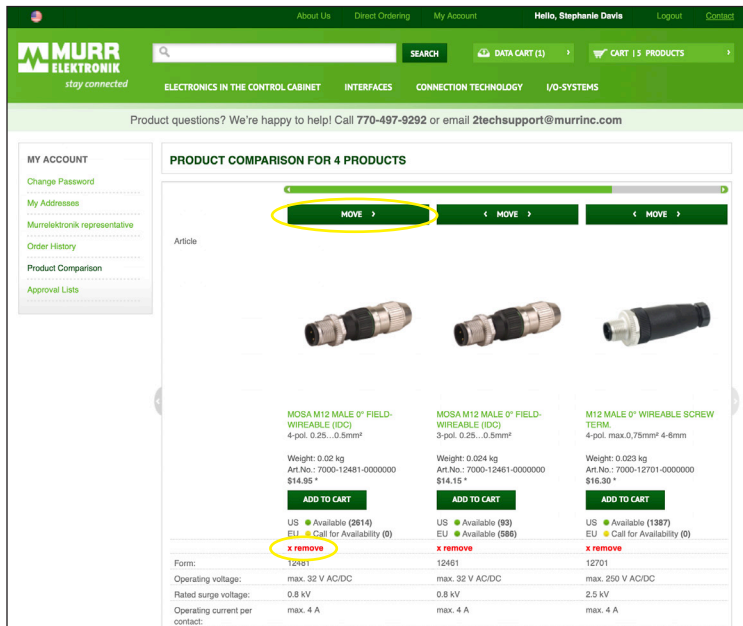 About Us Direct Ordering My Account Hello, Stephanie Davis Logout Contact
MURR
ELEKTRONIK
stay connected
SEARCH
DATA CART (1) ›
CART | 5 PRODUCTS ›
ELECTRONICS IN THE CONTROL CABINET INTERFACES CONNECTION TECHNOLOGY I/O-SYSTEMS
Product questions? We're happy to help! Call 770-497-9292 or email 2techsupport@murrinc.com
MY ACCOUNT
Change Password
My Addresses
Murrelektronik representative
Order History
Product Comparison
Approval Lists
PRODUCT COMPARISON FOR 4 PRODUCTS
MOVE › ‹ MOVE › ‹ MOVE ›
Article
MOSA M12 MALE 0° FIELD-
WIREABLE (IDC)
4-pol. 0.25…0.5mm²
Weight: 0.02 kg
Art.No.: 7000-12481-0000000
$14.95 *
ADD TO CART
US Available (2614)
EU Call for Availability (0)
x remove
MOSA M12 MALE 0° FIELD-
WIREABLE (IDC)
3-pol. 0.25…0.5mm²
Weight: 0.024 kg
Art.No.: 7000-12461-0000000
$14.15 *
ADD TO CART
US Available (93)
EU Available (586)
x remove
M12 MALE 0° WIREABLE SCREW
TERM.
4-pol. max.0,75mm² 4-6mm
Weight: 0.023 kg
Art.No.: 7000-12701-0000000
$16.30 *
ADD TO CART
US Available (1387)
EU Call for Availability (0)
x remove
Form: 12481 12461 12701
Operating voltage: max. 32 V AC/DC max. 32 V AC/DC max. 250 V AC/DC
Rated surge voltage: 0.8 kV 0.8 kV 2.5 kV
Operating current per max. 4 A max. 4 A max. 4 A
contact: